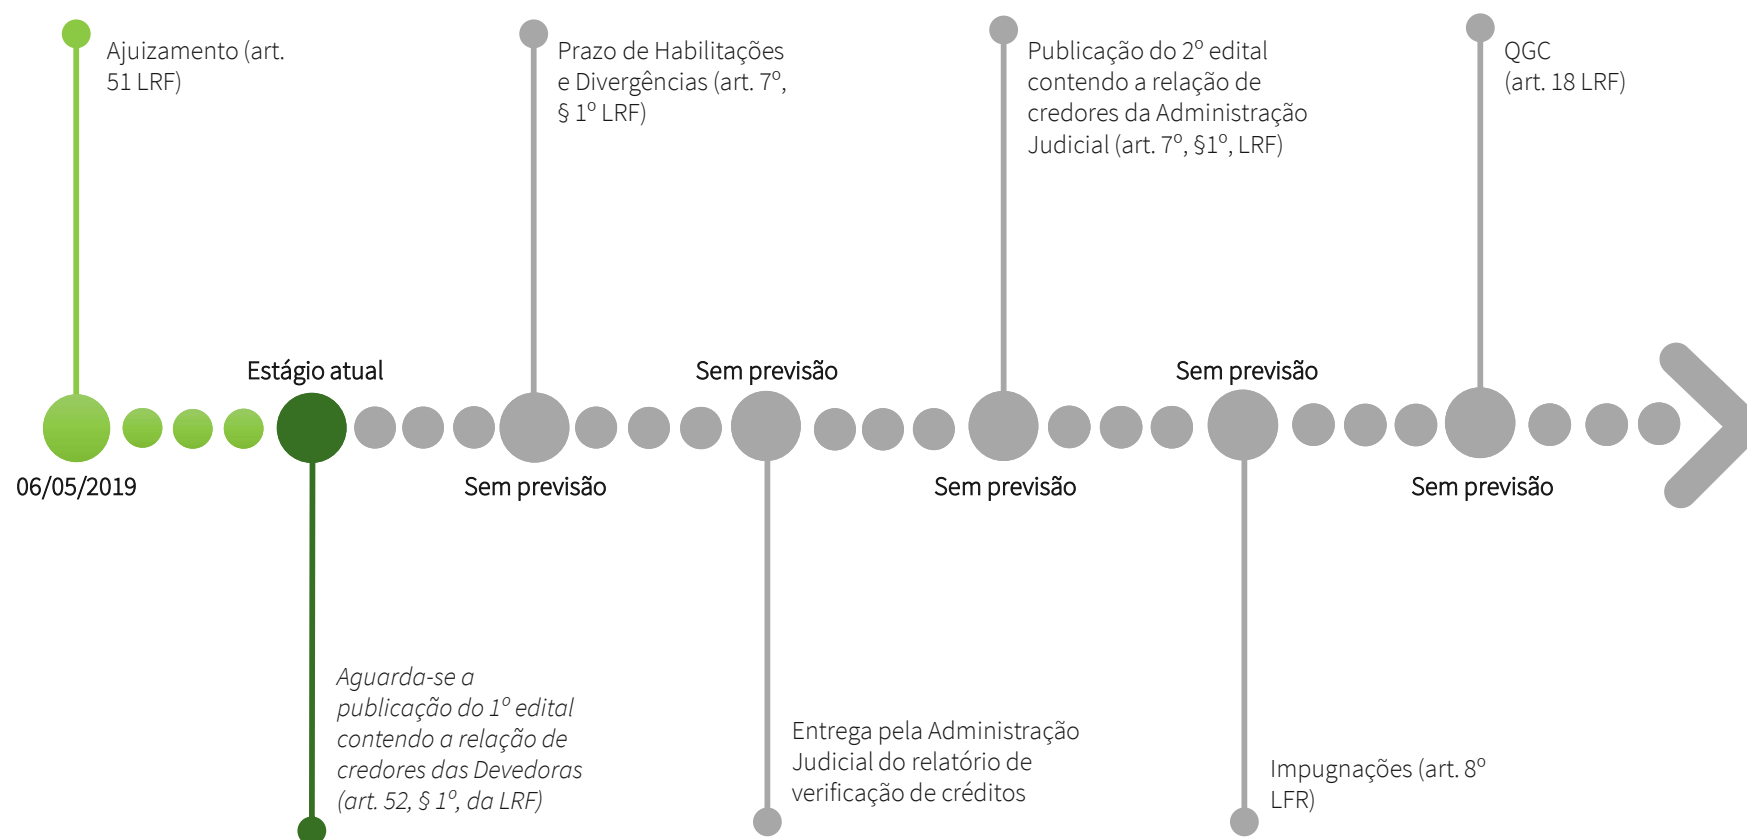 Ajuizamento (art.
51 LRF)
Prazo de Habilitações
e Divergências (art. 7º,
§ 1º LRF)
Publicação do 2º edital
contendo a relação de
credores da Administração
Judicial (art. 7º, §1º, LRF)
QGC
(art. 18 LRF)
Estágio atual
Sem previsão
Sem previsão
06/05/2019
Sem previsão
Sem previsão
Sem previsão
Aguarda-se a
publicação do 1º edital
contendo a relação de
credores das Devedoras
(art. 52, § 1º, da LRF)
Entrega pela Administração
Judicial do relatório de
verificação de créditos
Impugnações (art. 8º
LFR)